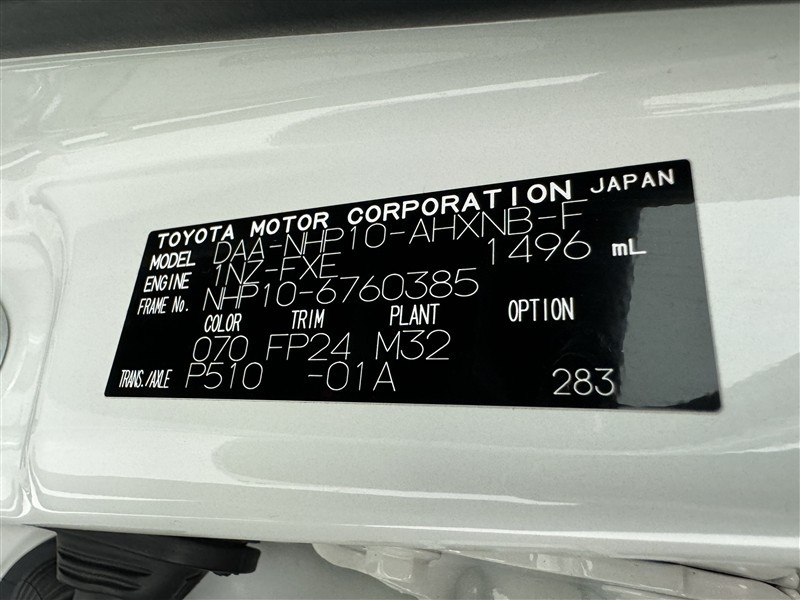 TOYOTA MOTOR CORPORATION JAPAN
MODEL DAA-NHP10-AHXNB-F
ENGINE 1NZ-FXE 1496 mL
FRAME No. NHP10-6760385
COLOR TRIM PLANT OPTION
070 FP24 M32
TRANS./AXLE P510 -01A 283